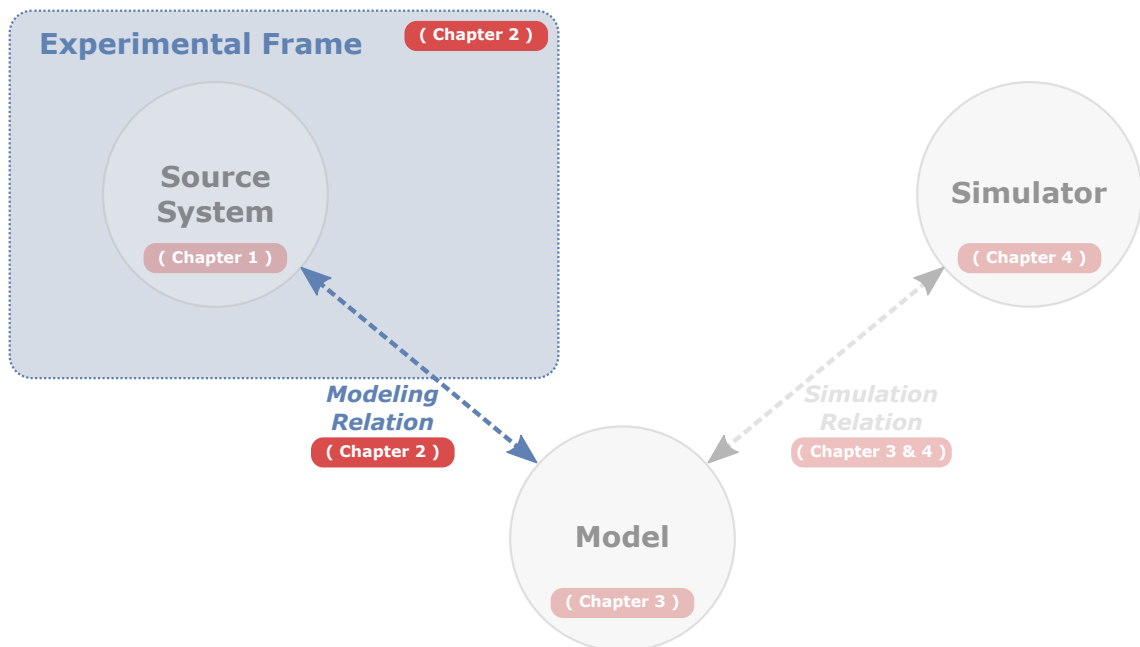 Experimental Frame
( Chapter 2 )
Source
System
( Chapter 1 )
Simulator
( Chapter 4 )
Modeling
Relation
( Chapter 2 )
Simulation
Relation
( Chapter 3 & 4 )
Model
( Chapter 3 )